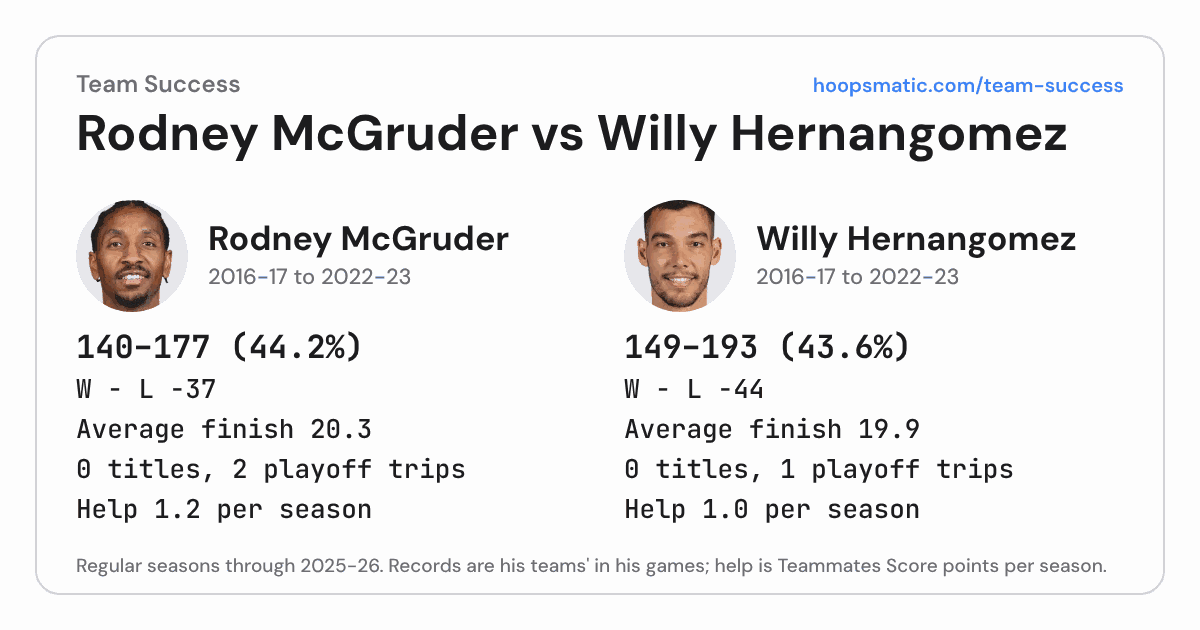 Team Success
hoopsmatic.com/team-success
Rodney McGruder vs Willy Hernangomez
Rodney McGruder
2016-17 to 2022-23
140-177 (44.2%)
W - L -37
Average finish 20.3
0 titles, 2 playoff trips
Help 1.2 per season
Willy Hernangomez
2016-17 to 2022-23
149-193 (43.6%)
W - L -44
Average finish 19.9
0 titles, 1 playoff trips
Help 1.0 per season
Regular seasons through 2025-26. Records are his teams' in his games; help is Teammates Score points per season.